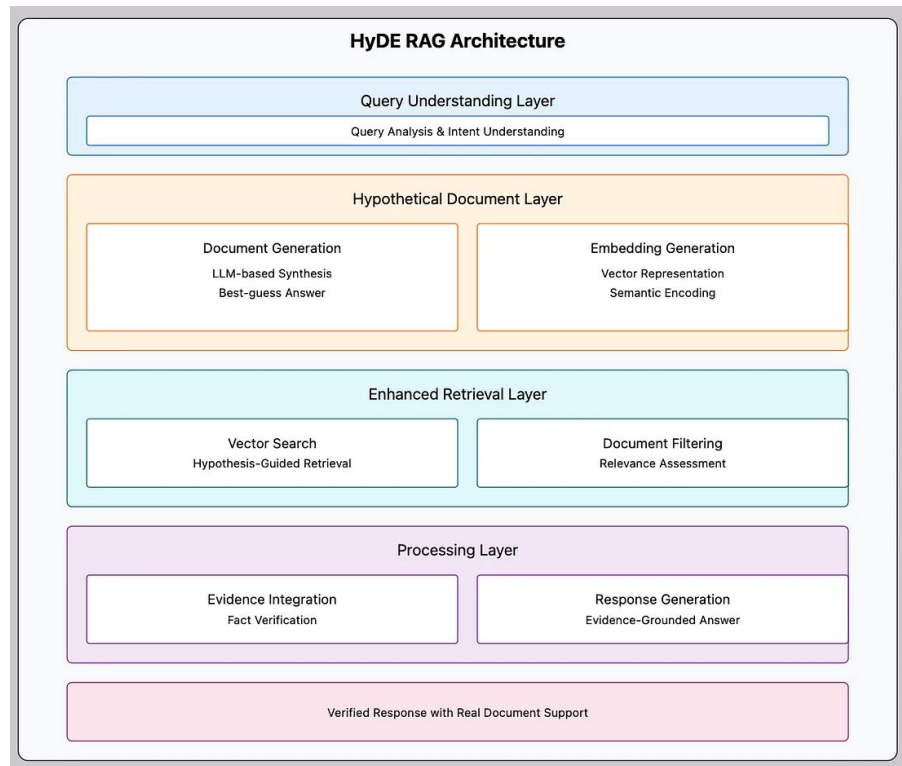 HyDE RAG Architecture
Query Understanding Layer
Query Analysis & Intent Understanding
Hypothetical Document Layer
Document Generation
LLM-based Synthesis
Best-guess Answer
Embedding Generation
Vector Representation
Semantic Encoding
Enhanced Retrieval Layer
Vector Search
Hypothesis-Guided Retrieval
Document Filtering
Relevance Assessment
Processing Layer
Evidence Integration
Fact Verification
Response Generation
Evidence-Grounded Answer
Verified Response with Real Document Support